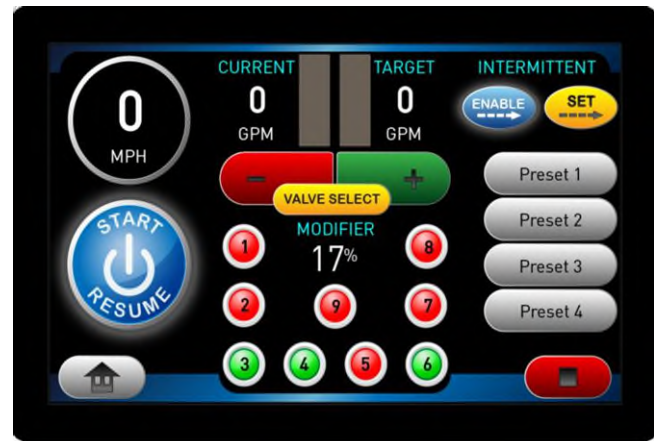 CURRENT TARGET INTERMITTENT
0 0 0
GPM GPM
MPH
ENABLE SET
- +
VALVE SELECT
Preset 1
Preset 2
Preset 3
Preset 4
START
RESUME
MODIFIER
17%
1 8
2 9 7
3 4 5 6